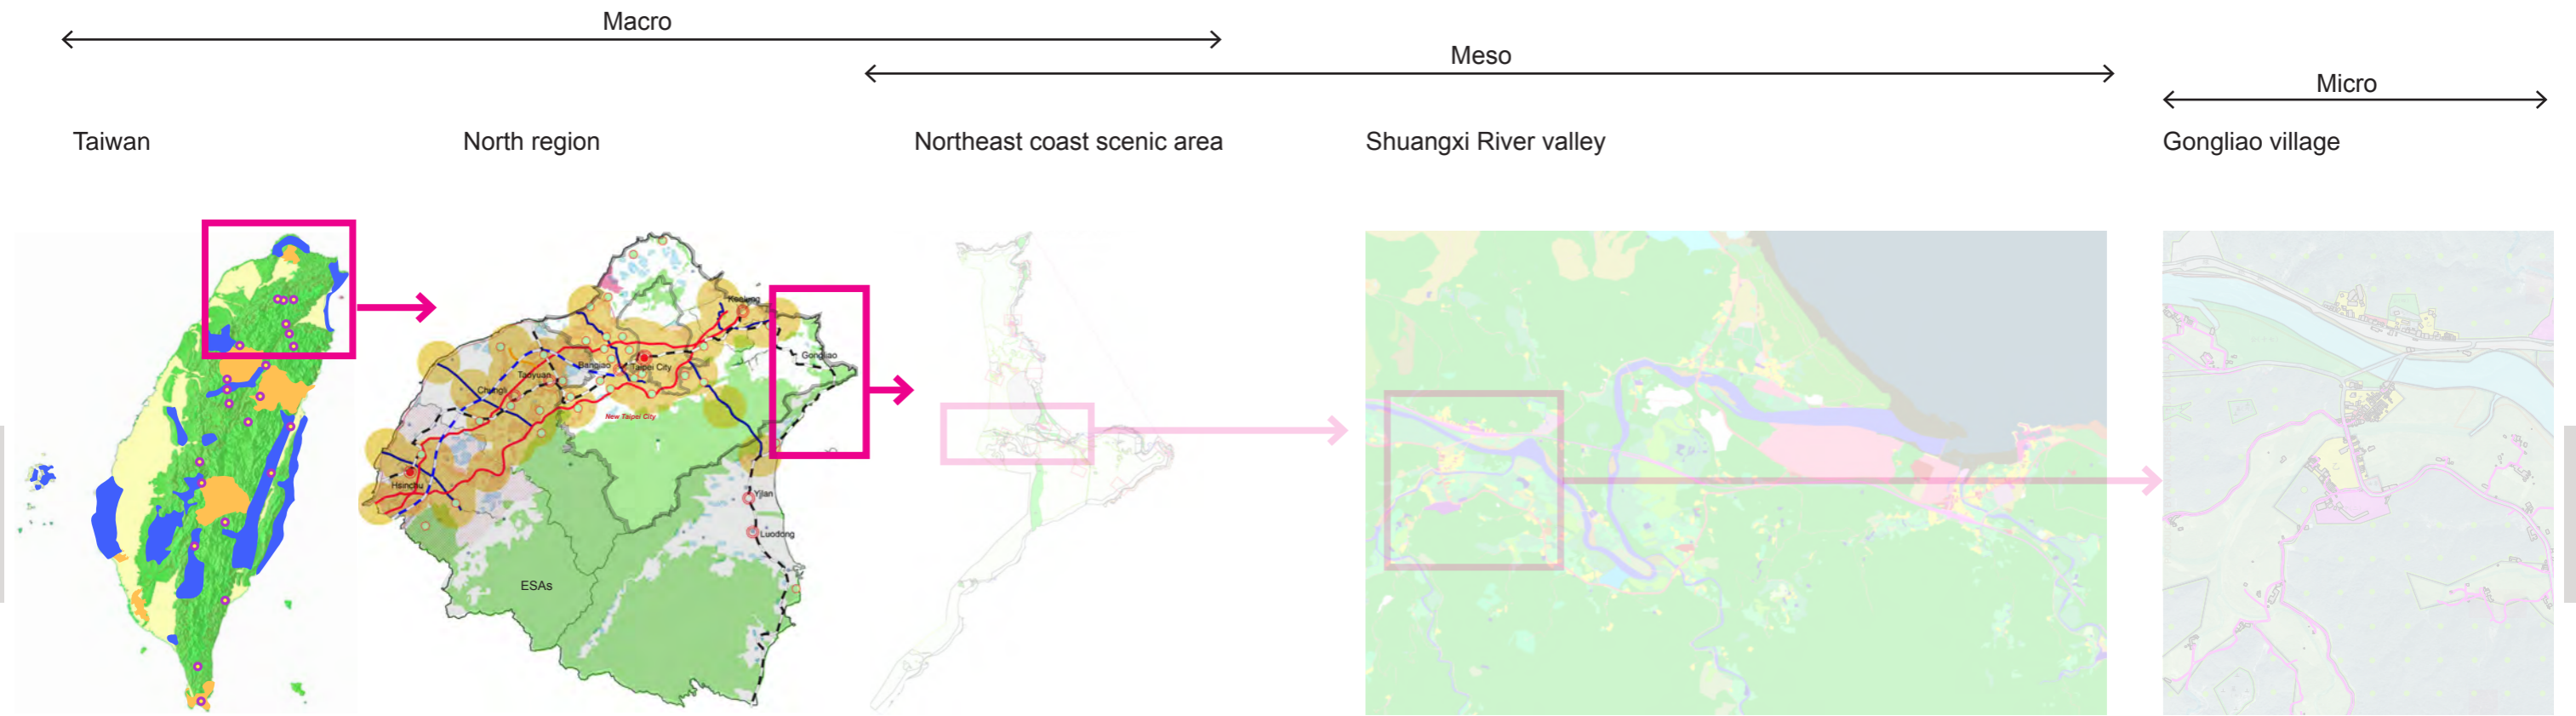 Macro
Meso
Micro
Taiwan
North region
Northeast coast scenic area
Shuangxi River valley
Gongliao village
Keelung
Gongliao
Banqiao
Taipei City
Taoyuan
Chungli
New Taipei City
Hsinchu
Yilan
Luodong
ESAs